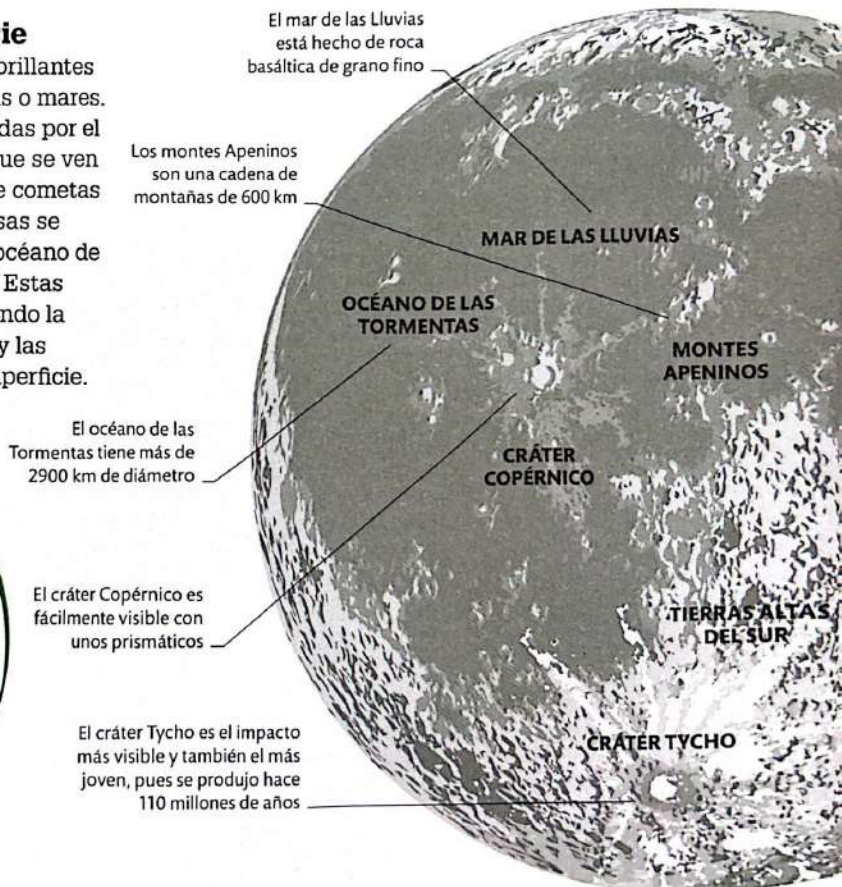 ie
brillantes
s o mares.
das por el
ue se ven
e cometas
sas se
océano de
Estas
ndo la
y las
perficie.
El mar de las Lluvias
está hecho de roca
basáltica de grano fino
Los montes Apeninos
son una cadena de
montañas de 600 km
El océano de las
Tormentas tiene más de
2900 km de diámetro
El cráter Copérnico es
fácilmente visible con
unos prismáticos
El cráter Tycho es el impacto
más visible y también el más
joven, pues se produjo hace
110 millones de años
MAR DE LAS LLUVIAS
OCÉANO DE LAS
TORMENTAS
MONTES
APENINOS
CRÁTER
COPÉRNICO
TIERRAS ALTAS
DEL SUR
CRÁTER TYCHO